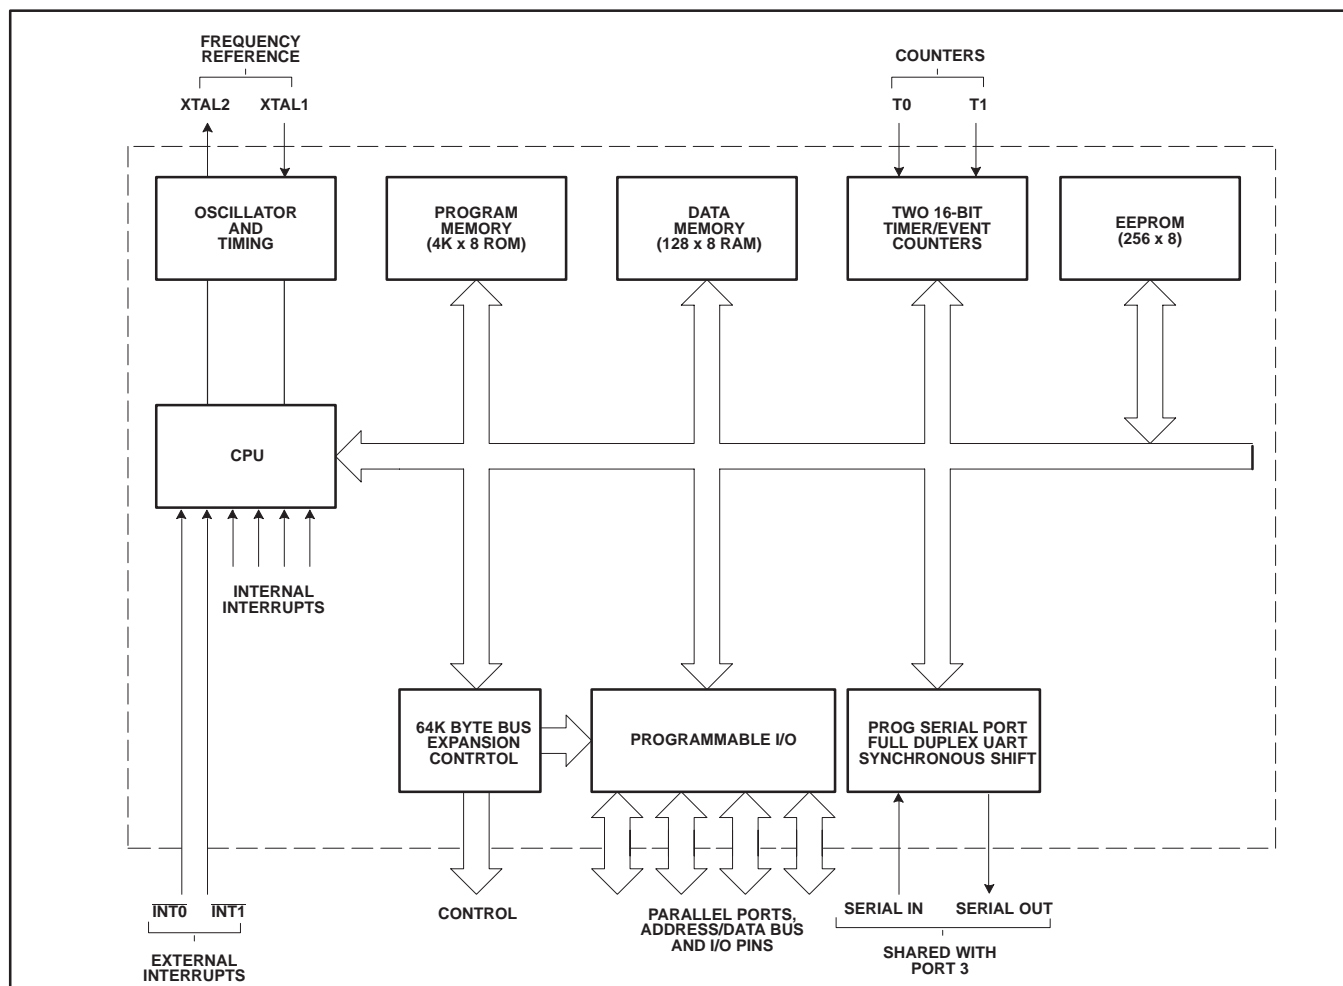 FREQUENCY
REFERENCE
COUNTERS
XTAL2 XTAL1
T0 T1
OSCILLATOR
AND
TIMING
PROGRAM
MEMORY
(4K x 8 ROM)
DATA
MEMORY
(128 x 8 RAM)
TWO 16-BIT
TIMER/EVENT
COUNTERS
EEPROM
(256 x 8)
CPU
INTERNAL
INTERRUPTS
64K BYTE BUS
EXPANSION
CONTRTOL
PROGRAMMABLE I/O
PROG SERIAL PORT
FULL DUPLEX UART
SYNCHRONOUS SHIFT
INT0 INT1
EXTERNAL
INTERRUPTS
CONTROL
PARALLEL PORTS,
ADDRESS/DATA BUS
AND I/O PINS
SERIAL IN SERIAL OUT
SHARED WITH
PORT 3